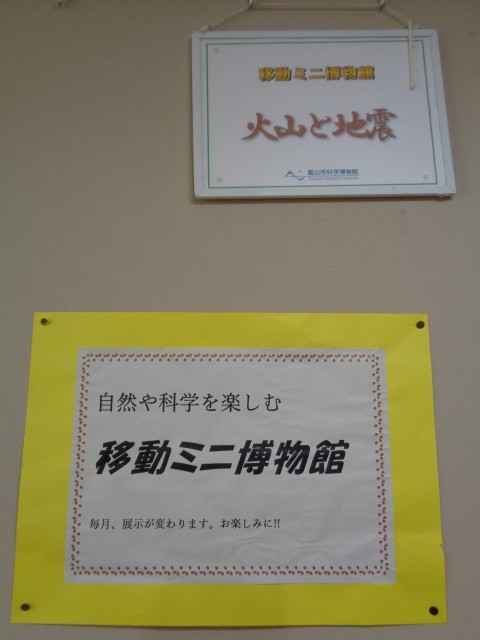 移動ミニ博物館
火山と地震
富山市科学博物館
自然や科学を楽しむ
移動ミニ博物館
毎月、展示が変わります。お楽しみに!!